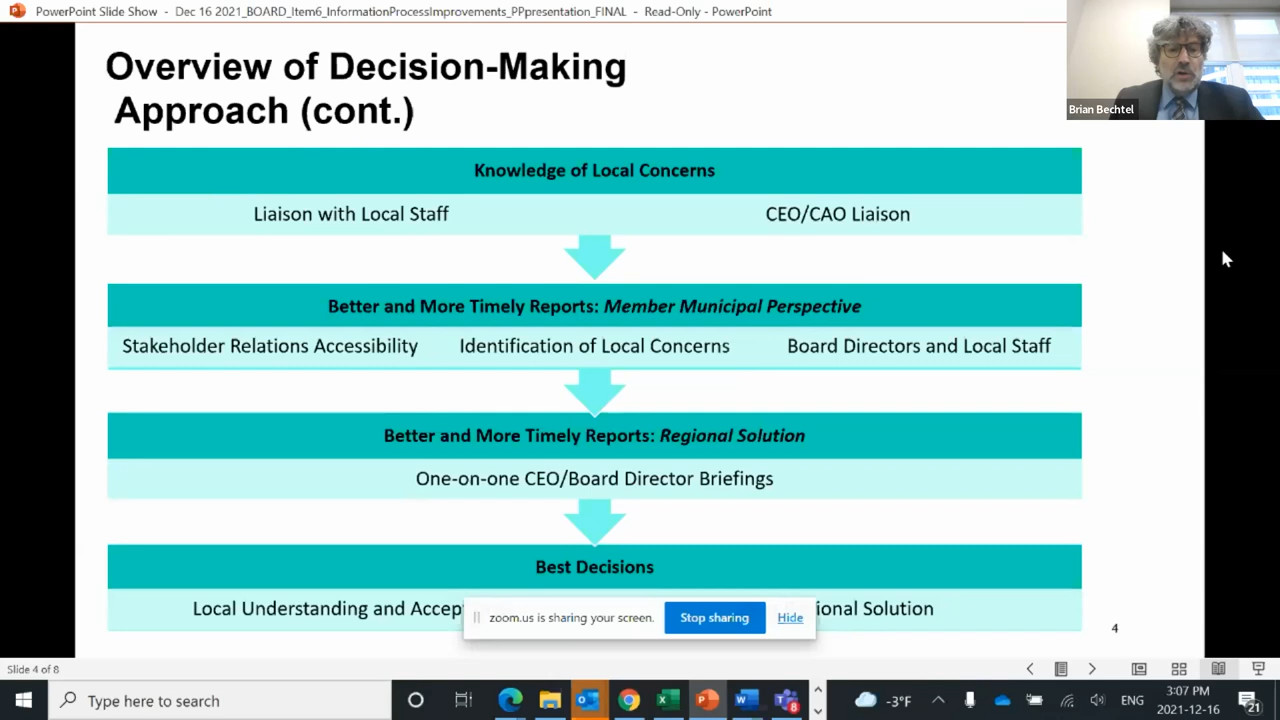 PowerPoint Slide Show - Dec 16 2021_BOARD_Item6_InformationProcessImprovements_PPpresentation_FINAL - Read-Only - PowerPoint
Overview of Decision-Making
Approach (cont.)
Brian Bechtel
Knowledge of Local Concerns
Liaison with Local Staff CEO/CAO Liaison
Better and More Timely Reports: Member Municipal Perspective
Stakeholder Relations Accessibility Identification of Local Concerns Board Directors and Local Staff
Better and More Timely Reports: Regional Solution
One-on-one CEO/Board Director Briefings
Best Decisions
Local Understanding and Solution
zoom.us is sharing your screen. Stop sharing Hide
4
Slide 4 of 8
Type here to search
-3°F
ENG
3:07 PM
2021-12-16
8
21